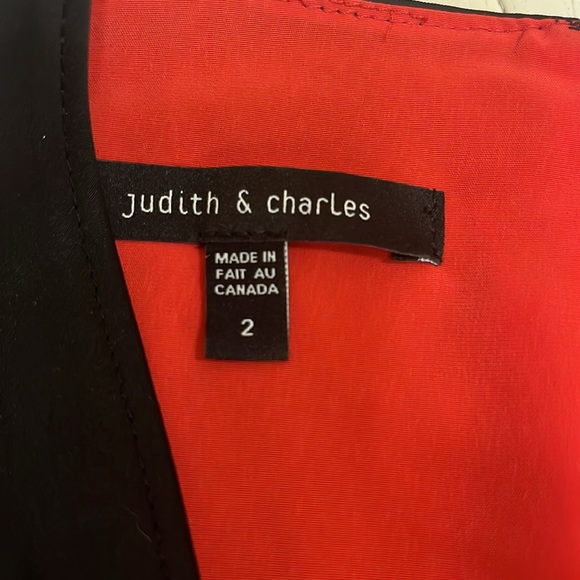 judith & charles
MADE IN
FAIT AU
CANADA
2